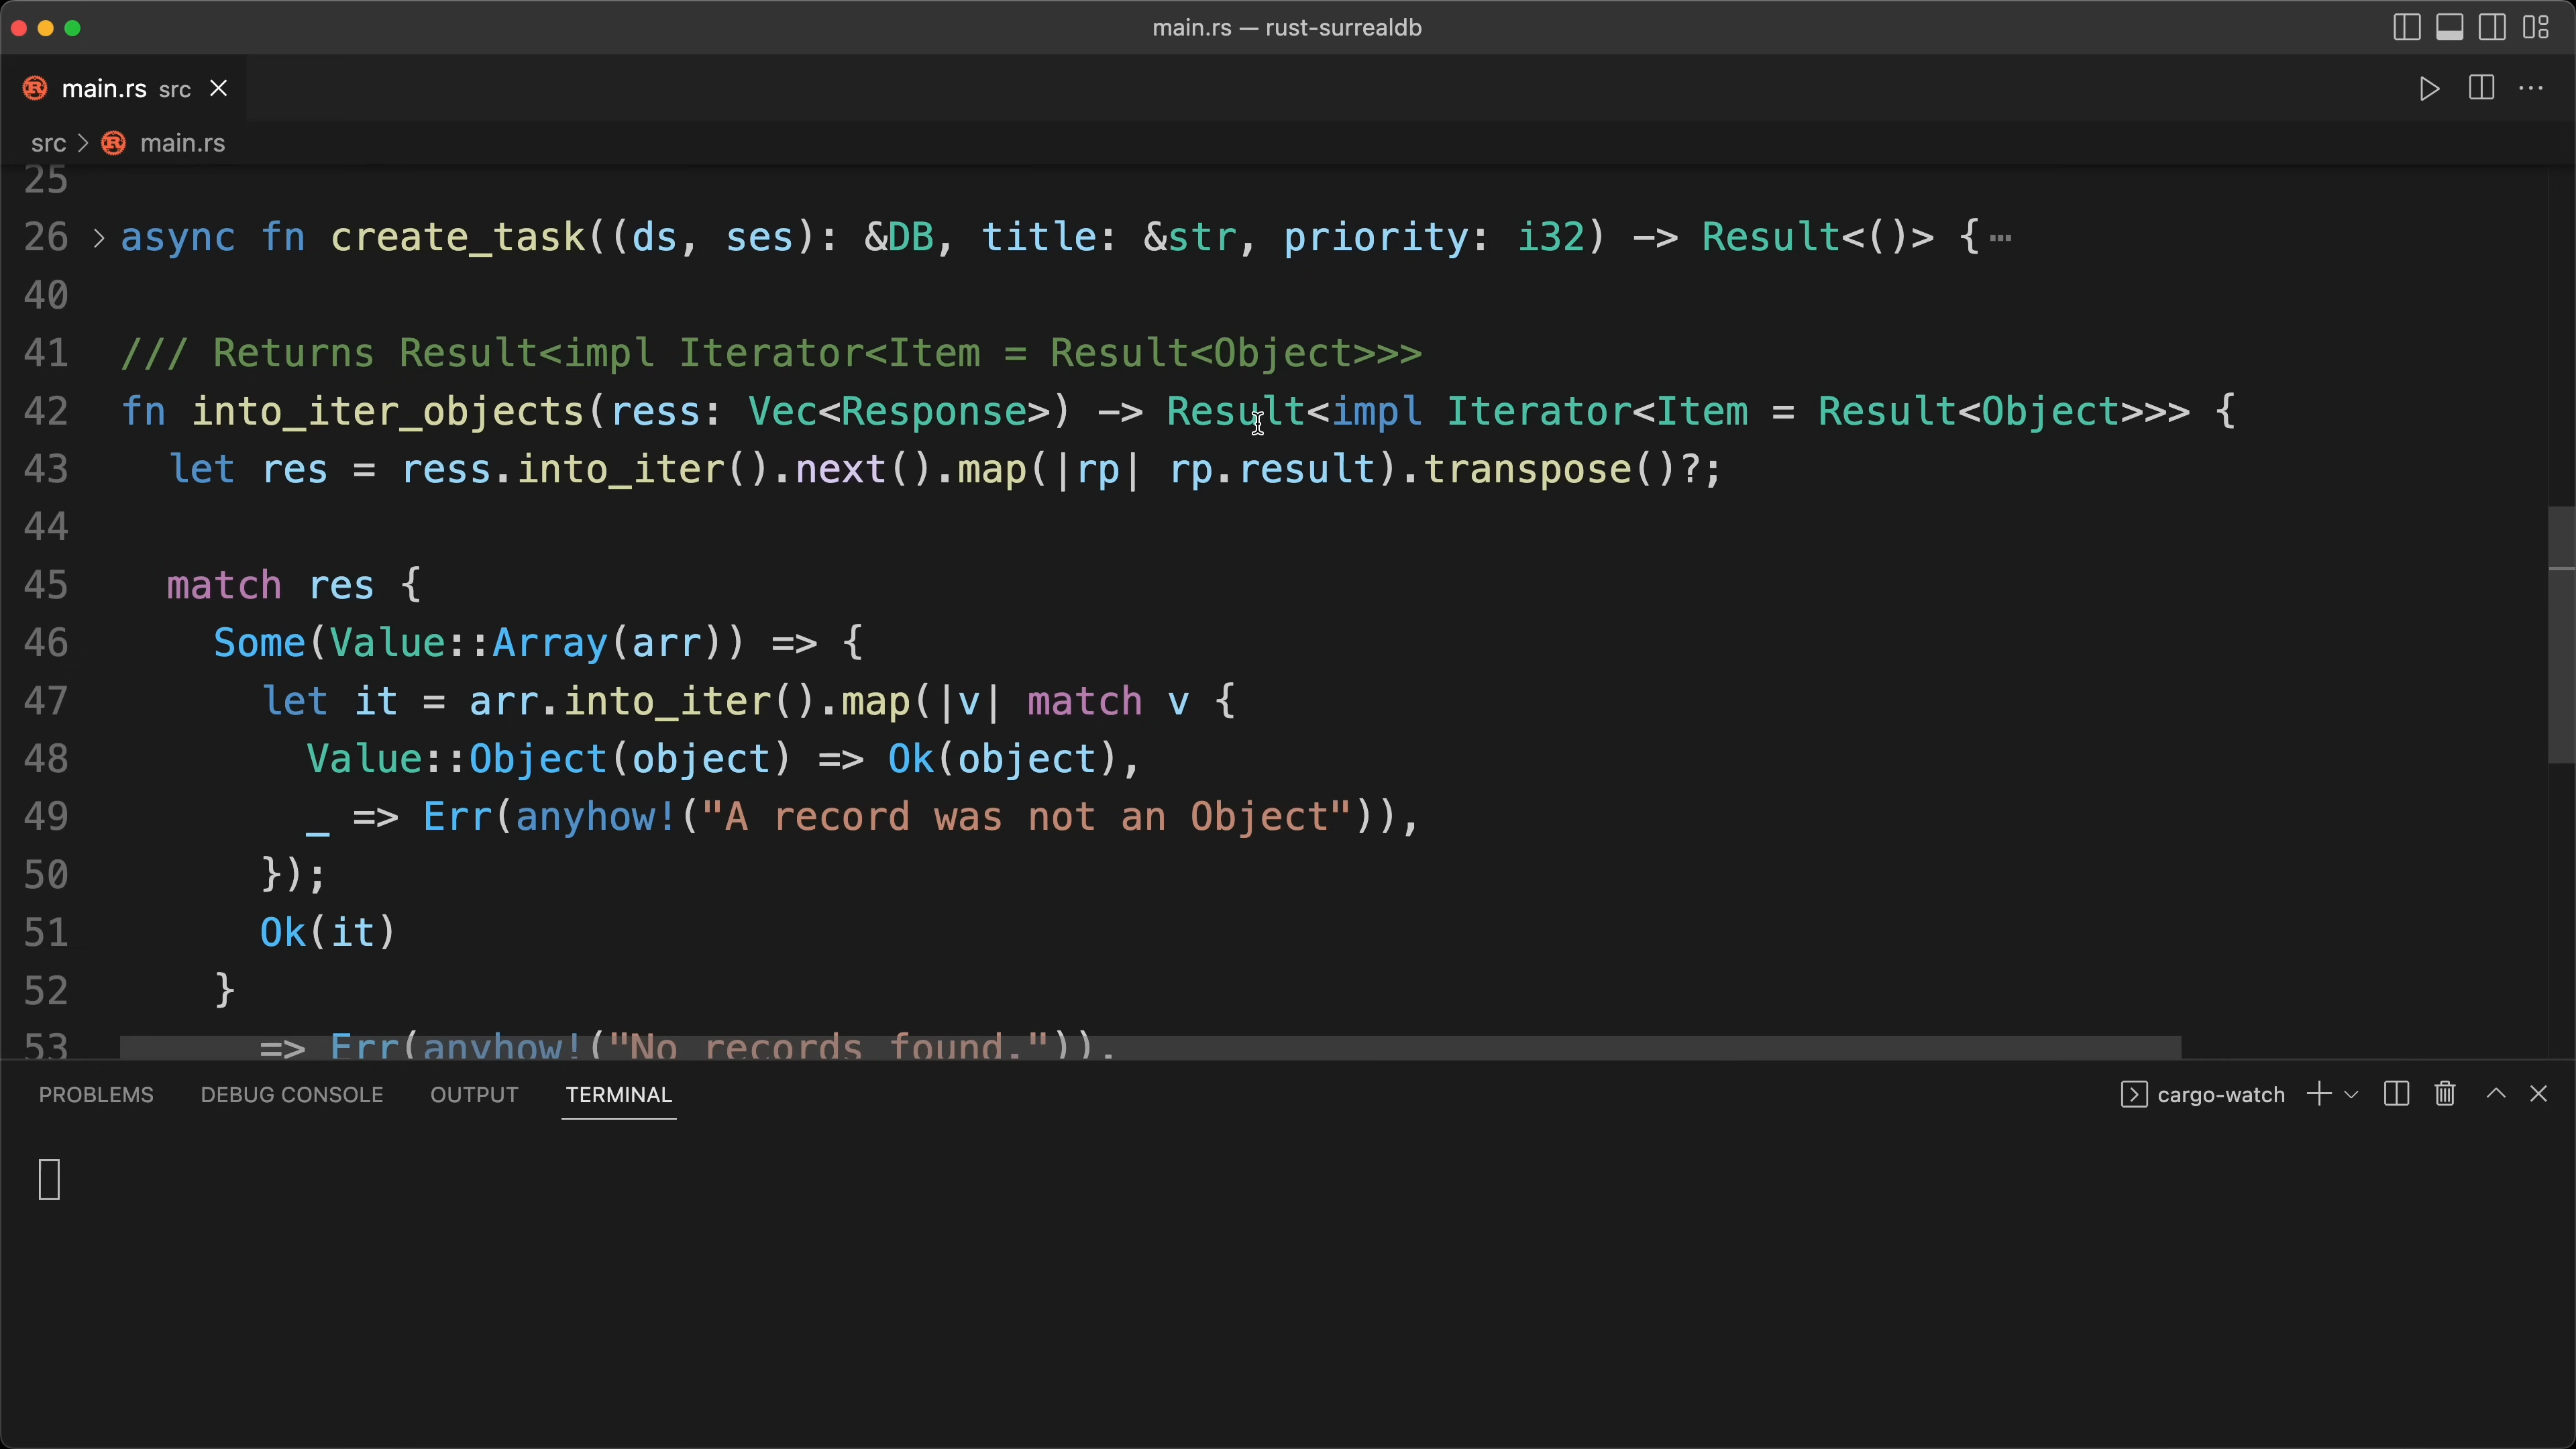 main.rs — rust-surrealdb
main.rs src
src > main.rs
25
26 > async fn create_task((ds, ses): &DB, title: &str, priority: i32) -> Result<()> {⋯
40
41 /// Returns Result<impl Iterator<Item = Result<Object>>>
42 fn into_iter_objects(ress: Vec<Response>) -> Result<impl Iterator<Item = Result<Object>>> {
43   let res = ress.into_iter().next().map(|rp| rp.result).transpose()?;
44
45   match res {
46     Some(Value::Array(arr)) => {
47       let it = arr.into_iter().map(|v| match v {
48         Value::Object(object) => Ok(object),
49         _ => Err(anyhow!("A record was not an Object")),
50       });
51       Ok(it)
52     }
53       => Err(anyhow!("No records found.")),
PROBLEMS DEBUG CONSOLE OUTPUT TERMINAL cargo-watch